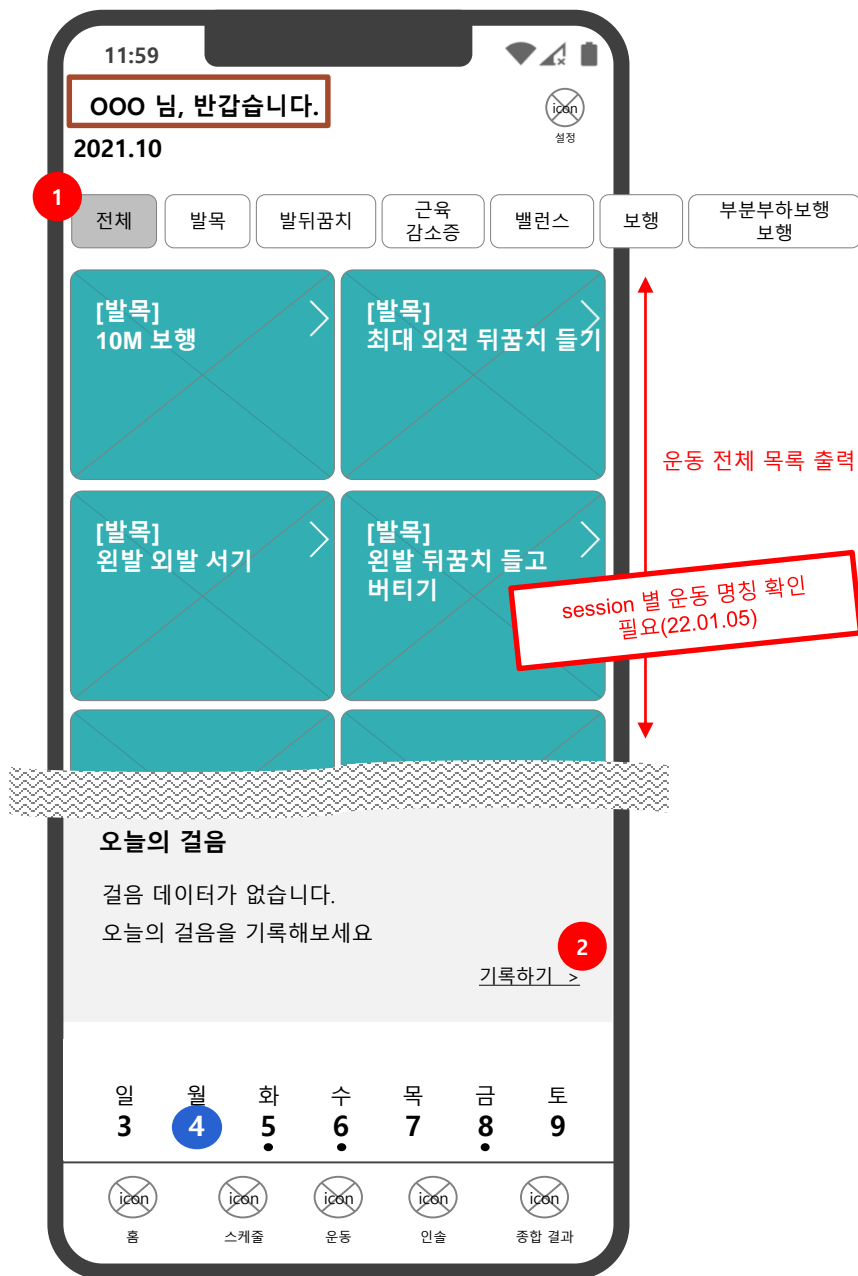 11:59
OOO 님, 반갑습니다.
icon
설정
2021.10
1
전체
발목
발뒤꿈치
근육
감소증
밸런스
보행
부분부하보행
보행
[발목]
10M 보행
[발목]
최대 외전 뒤꿈치 들기
운동 전체 목록 출력
[발목]
왼발 외발 서기
[발목]
왼발 뒤꿈치 들고
버티기
session 별 운동 명칭 확인
필요(22.01.05)
오늘의 걸음
걸음 데이터가 없습니다.
오늘의 걸음을 기록해보세요
2
기록하기 >
일 월 화 수 목 금 토
3 4 5 6 7 8 9
icon icon icon icon icon
홈 스케줄 운동 인솔 종합 결과